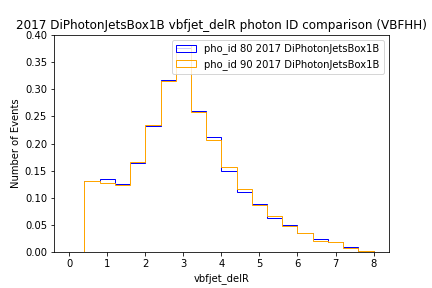 2017 DiPhotonJetsBox1B vbfjet_delR photon ID comparison (VBFHH)
0.40
pho_id 80 2017 DiPhotonJetsBox1B
pho_id 90 2017 DiPhotonJetsBox1B
0.35
0.30
0.25
0.20
0.15
0.10
0.05
0.00
Number of Events
0 1 2 3 4 5 6 7 8
vbfjet_delR